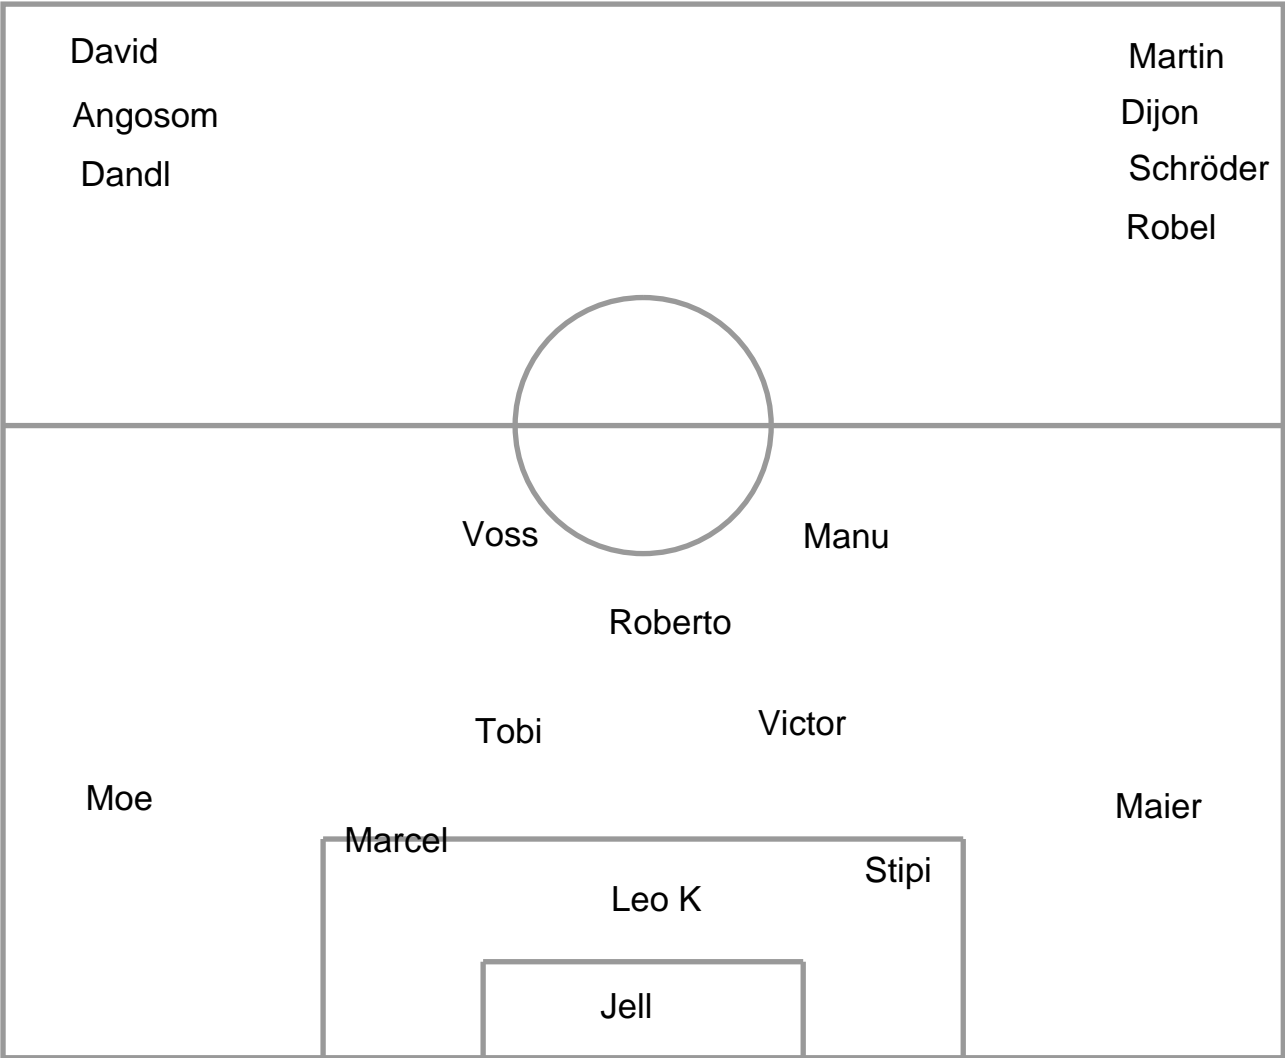 David
Martin
Angosom
Dijon
Dandl
Schröder
Robel
Voss
Manu
Roberto
Tobi
Victor
Moe
Maier
Marcel
Stipi
Leo K
Jell